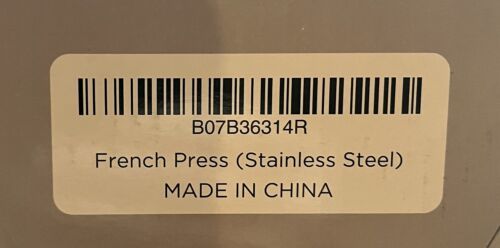 B07B36314R
French Press (Stainless Steel)
MADE IN CHINA